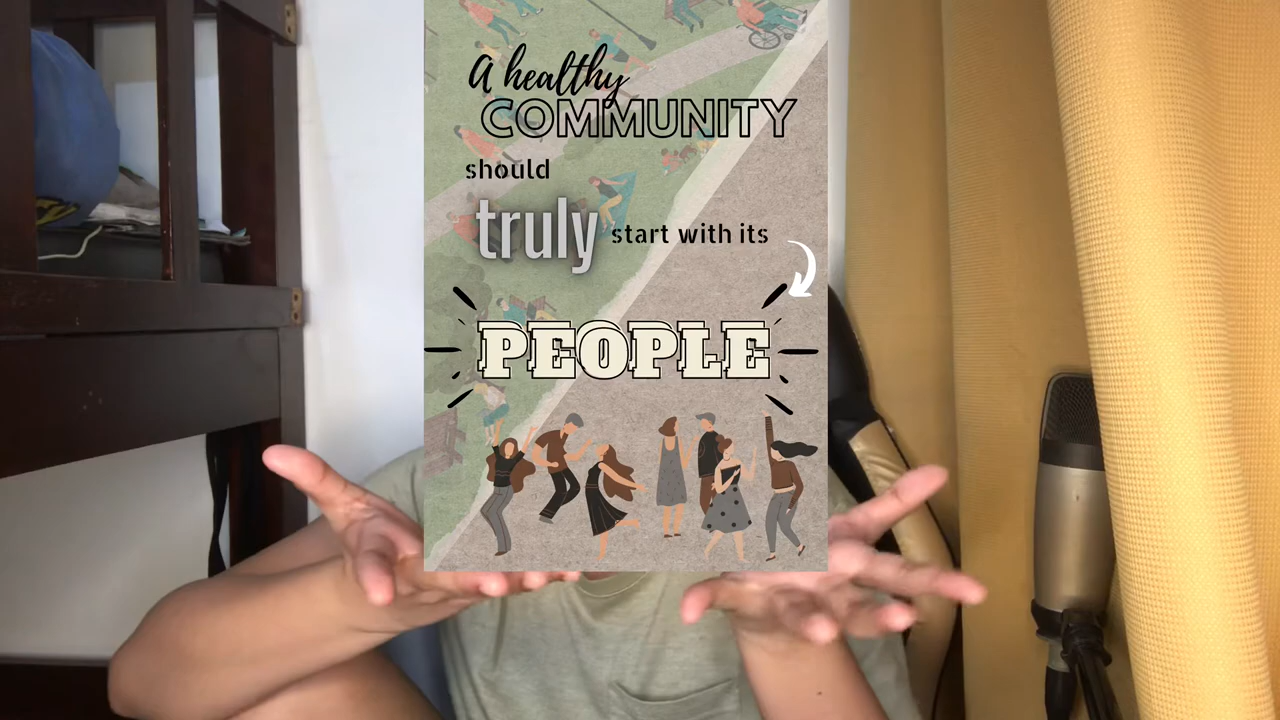 A healthy
COMMUNITY
should
truly start with its
PEOPLE